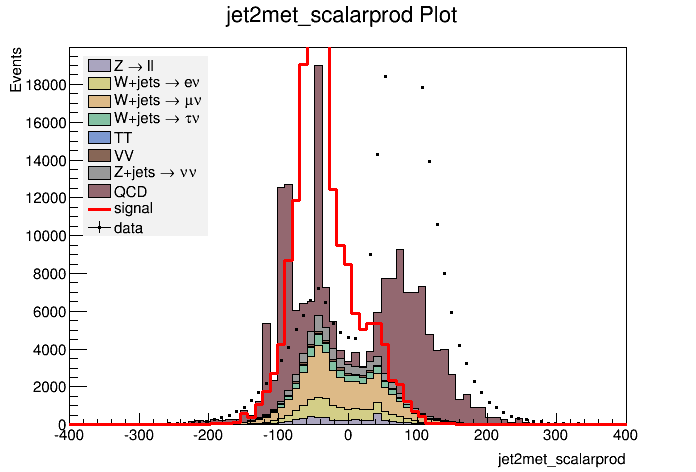 jet2met_scalarprod Plot
Events
Z → ll
W+jets → eν
W+jets → μν
W+jets → τν
TT
VV
Z+jets → νν
QCD
signal
data
18000
16000
14000
12000
10000
8000
6000
4000
2000
0
-400 -300 -200 -100 0 100 200 300 400
jet2met_scalarprod